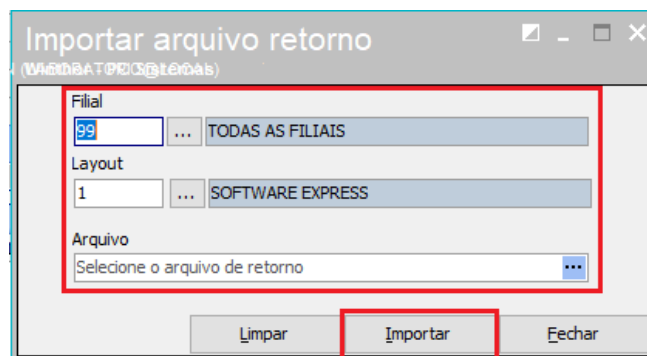 Importar arquivo retorno
Filial
99 ... TODAS AS FILIAIS
Layout
1 ... SOFTWARE EXPRESS
Arquivo
Selecione o arquivo de retorno ...
Limpar Importar Fechar